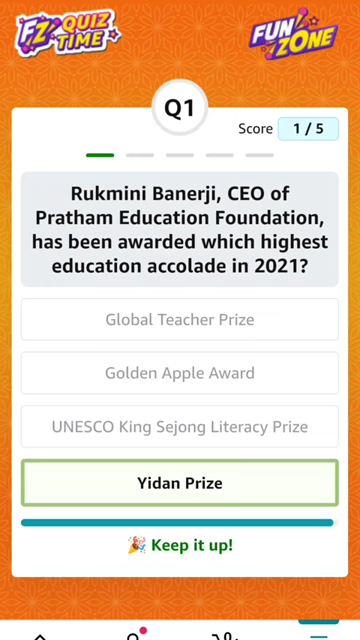 FZ QUIZ
TIME
FUN
ZONE
Q1
Score 1 / 5
Rukmini Banerji, CEO of
Pratham Education Foundation,
has been awarded which highest
education accolade in 2021?
Global Teacher Prize
Golden Apple Award
UNESCO King Sejong Literacy Prize
Yidan Prize
Keep it up!